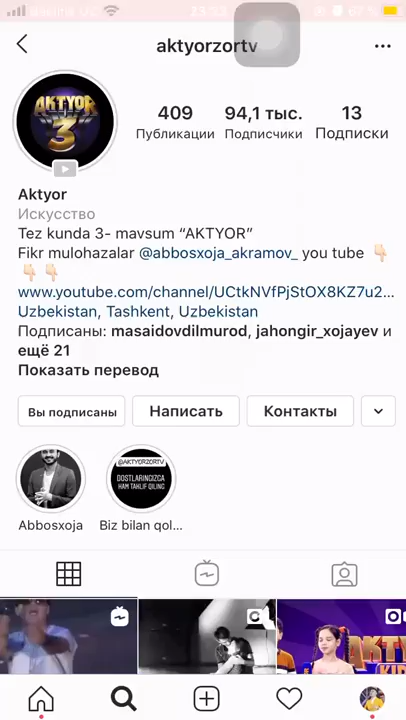 aktyorzortv
AKTYOR
3
409
94,1 тыс.
13
Публикации
Подписчики
Подписки
Aktyor
Искусство
Tez kunda 3- mavsum “AKTYOR”
Fikr mulohazalar @abbosxoja_akramov_ you tube 👇🏻
👇🏻👇🏻
www.youtube.com/channel/UCtkNVfPjStOX8KZ7u2...
Uzbekistan, Tashkent, Uzbekistan
Подписаны: masaidovdilmurod, jahongir_xojayev и
ещё 21
Показать перевод
Вы подписаны
Написать
Контакты
@AKTYORZORTV
DOSTLARINGIZGA
HAM TAKLIF QILING
Abbosxoja
Biz bilan qol...